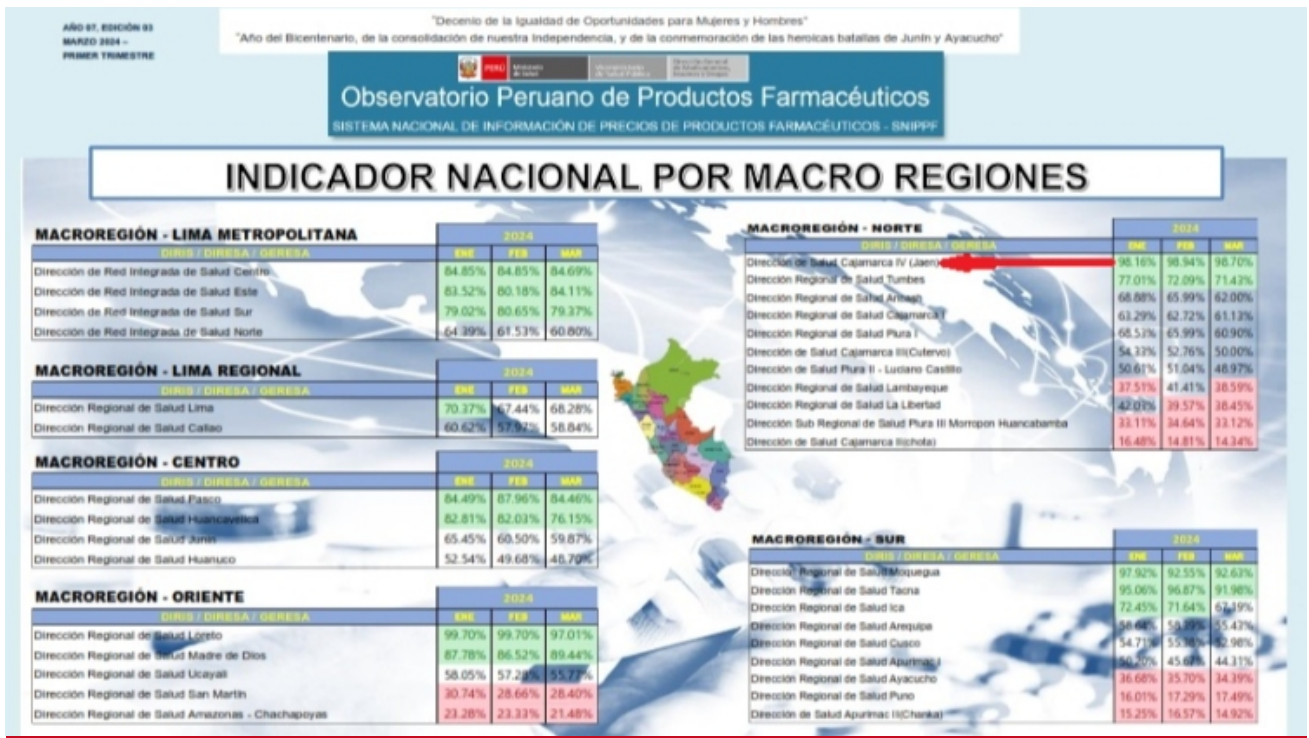 AÑO 07, EDICIÓN 03
MARZO 2024 –
PRIMER TRIMESTRE
"Decenio de la Igualdad de Oportunidades para Mujeres y Hombres"
"Año del Bicentenario, de la consolidación de nuestra Independencia, y de la conmemoración de las heroicas batallas de Junín y Ayacucho"
PERÚ Ministerio de Salud
Observatorio Peruano de Productos Farmacéuticos
SISTEMA NACIONAL DE INFORMACIÓN DE PRECIOS DE PRODUCTOS FARMACÉUTICOS - SNIPPF
INDICADOR NACIONAL POR MACRO REGIONES
MACROREGIÓN - LIMA METROPOLITANA 2024
DIRIS / DIRESA / GERESA ENE FEB MAR
Dirección de Red Integrada de Salud Centro 84.85% 84.85% 84.69%
Dirección de Red Integrada de Salud Este 83.52% 80.18% 84.11%
Dirección de Red Integrada de Salud Sur 79.02% 80.65% 79.37%
Dirección de Red Integrada de Salud Norte 64.39% 61.53% 60.80%
MACROREGIÓN - LIMA REGIONAL 2024
DIRIS / DIRESA / GERESA ENE FEB MAR
Dirección Regional de Salud Lima 70.37% 67.44% 68.28%
Dirección Regional de Salud Callao 60.62% 57.97% 58.84%
MACROREGIÓN - CENTRO 2024
DIRIS / DIRESA / GERESA ENE FEB MAR
Dirección Regional de Salud Pasco 84.49% 87.96% 84.46%
Dirección Regional de Salud Huancavelica 82.81% 82.03% 76.15%
Dirección Regional de Salud Junin 65.45% 60.50% 59.87%
Dirección Regional de Salud Huanuco 52.54% 49.68% 48.70%
MACROREGIÓN - ORIENTE 2024
DIRIS / DIRESA / GERESA ENE FEB MAR
Dirección Regional de Salud Loreto 99.70% 99.70% 97.01%
Dirección Regional de Salud Madre de Dios 87.78% 86.52% 89.44%
Dirección Regional de Salud Ucayali 58.05% 57.28% 55.77%
Dirección Regional de Salud San Martin 30.74% 28.66% 28.40%
Dirección Regional de Salud Amazonas - Chachapoyas 23.28% 23.33% 21.48%
MACROREGIÓN - NORTE 2024
DIRIS / DIRESA / GERESA ENE FEB MAR
Dirección de Salud Cajamarca IV (Jaen) 98.16% 98.94% 98.70%
Dirección Regional de Salud Tumbes 77.01% 72.09% 71.43%
Dirección Regional de Salud Ancash 68.88% 65.99% 62.00%
Dirección Regional de Salud Cajamarca I 63.29% 62.72% 61.13%
Dirección Regional de Salud Piura I 68.53% 65.99% 60.90%
Dirección de Salud Cajamarca III(Cutervo) 54.33% 52.76% 50.00%
Dirección de Salud Piura II - Luciano Castillo 50.61% 51.04% 48.97%
Dirección Regional de Salud Lambayeque 37.51% 41.41% 38.59%
Dirección Regional de Salud La Libertad 42.03% 39.57% 38.45%
Dirección Sub Regional de Salud Piura III Morropon Huancabamba 33.11% 34.64% 33.12%
Dirección de Salud Cajamarca II(chota) 16.48% 14.81% 14.34%
MACROREGIÓN - SUR 2024
DIRIS / DIRESA / GERESA ENE FEB MAR
Dirección Regional de Salud Moquegua 97.92% 92.55% 92.63%
Dirección Regional de Salud Tacna 95.06% 96.87% 91.98%
Dirección Regional de Salud Ica 72.45% 71.64% 67.19%
Dirección Regional de Salud Arequipa 55.43%
Dirección Regional de Salud Cusco 54.71% 55.38% 52.98%
Dirección Regional de Salud Apurimac I 50.20% 45.67% 44.31%
Dirección Regional de Salud Ayacucho 36.68% 35.70% 34.39%
Dirección Regional de Salud Puno 16.01% 17.29% 17.49%
Dirección de Salud Apurimac II(Chanka) 15.25% 16.57% 14.92%